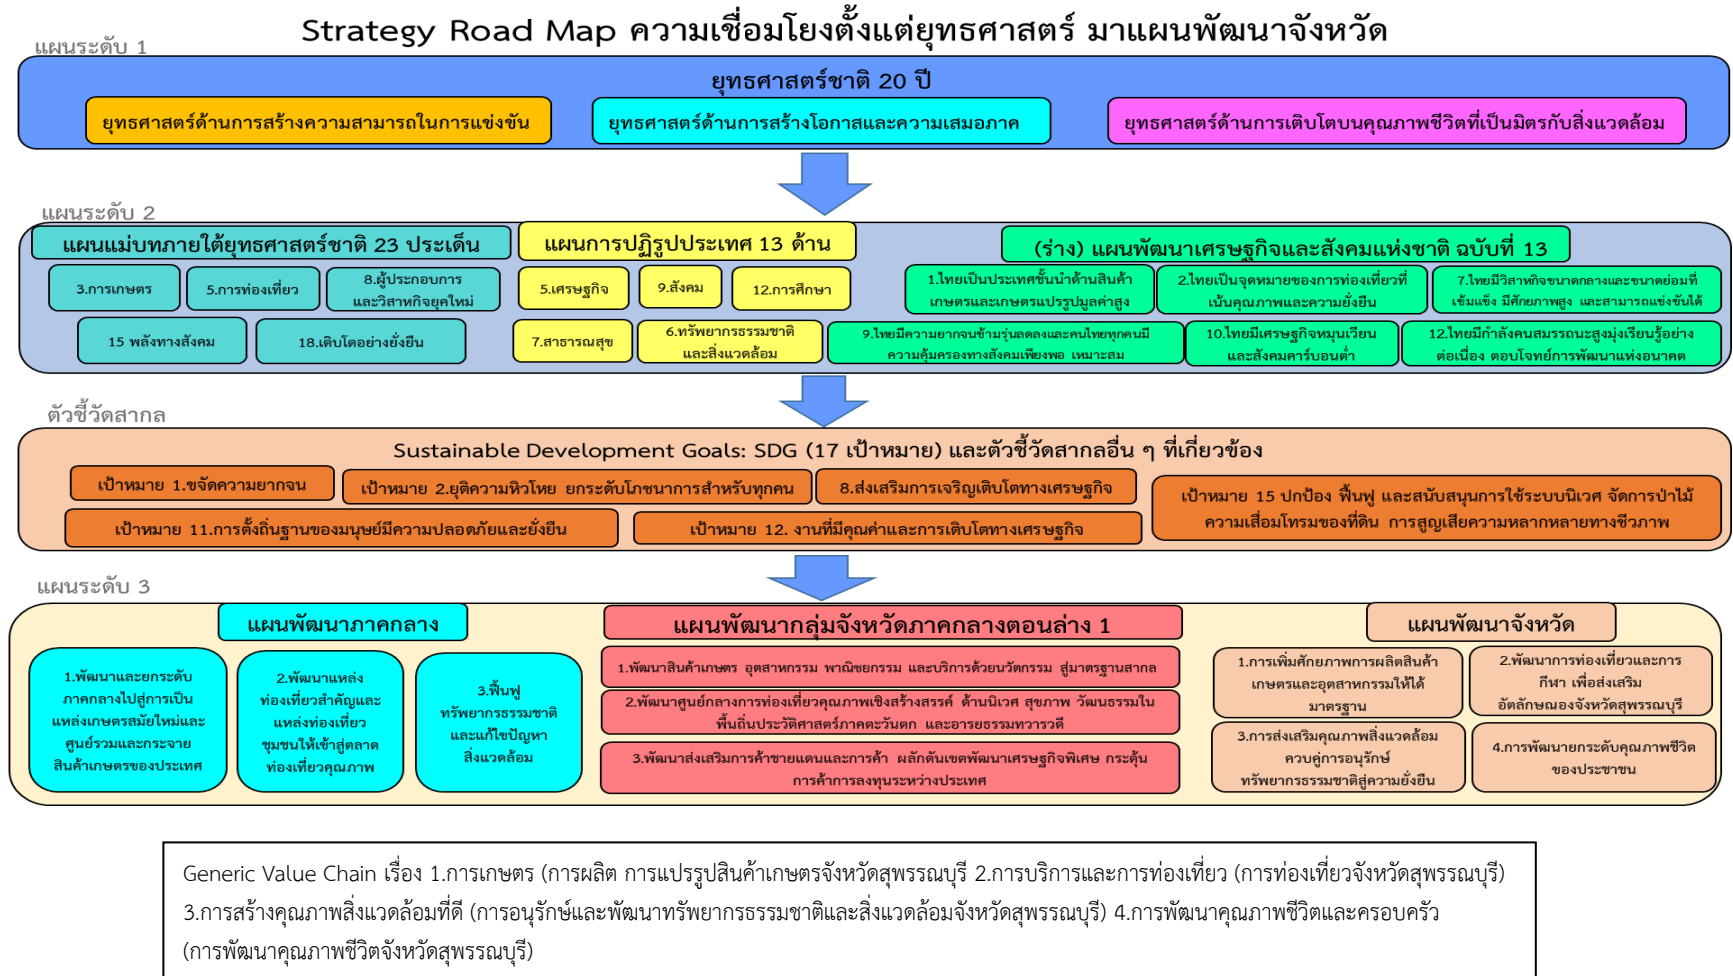 Strategy Road Map ความเชื่อมโยงตั้งแต่ยุทธศาสตร์ มาแผนพัฒนาจังหวัด
แผนระดับ 1
ยุทธศาสตร์ชาติ 20 ปี
ยุทธศาสตร์ด้านการสร้างความสามารถในการแข่งขัน
ยุทธศาสตร์ด้านการสร้างโอกาสและความเสมอภาค
ยุทธศาสตร์ด้านการเติบโตบนคุณภาพชีวิตที่เป็นมิตรกับสิ่งแวดล้อม
แผนระดับ 2
แผนแม่บทภายใต้ยุทธศาสตร์ชาติ 23 ประเด็น
3.การเกษตร
5.การท่องเที่ยว
8.ผู้ประกอบการ
และวิสาหกิจยุคใหม่
15 พลังทางสังคม
18.เติบโตอย่างยั่งยืน
แผนการปฏิรูปประเทศ 13 ด้าน
5.เศรษฐกิจ
9.สังคม
12.การศึกษา
7.สาธารณสุข
6.ทรัพยากรธรรมชาติ
และสิ่งแวดล้อม
(ร่าง) แผนพัฒนาเศรษฐกิจและสังคมแห่งชาติ ฉบับที่ 13
1.ไทยเป็นประเทศชั้นนำด้านสินค้า
เกษตรและเกษตรแปรรูปมูลค่าสูง
2.ไทยเป็นจุดหมายของการท่องเที่ยวที่
เน้นคุณภาพและความยั่งยืน
7.ไทยมีวิสาหกิจขนาดกลางและขนาดย่อมที่
เข้มแข็ง มีศักยภาพสูง และสามารถแข่งขันได้
9.ไทยมีความยากจนข้ามรุ่นลดลงและคนไทยทุกคนมี
ความคุ้มครองทางสังคมเพียงพอ เหมาะสม
10.ไทยมีเศรษฐกิจหมุนเวียน
และสังคมคาร์บอนต่ำ
12.ไทยมีกำลังคนสมรรถนะสูงมุ่งเรียนรู้อย่าง
ต่อเนื่อง ตอบโจทย์การพัฒนาแห่งอนาคต
ตัวชี้วัดสากล
Sustainable Development Goals: SDG (17 เป้าหมาย) และตัวชี้วัดสากลอื่น ๆ ที่เกี่ยวข้อง
เป้าหมาย 1.ขจัดความยากจน
เป้าหมาย 2.ยุติความหิวโหย ยกระดับโภชนาการสำหรับทุกคน
8.ส่งเสริมการเจริญเติบโตทางเศรษฐกิจ
เป้าหมาย 15 ปกป้อง ฟื้นฟู และสนับสนุนการใช้ระบบนิเวศ จัดการป่าไม้
ความเสื่อมโทรมของที่ดิน การสูญเสียความหลากหลายทางชีวภาพ
เป้าหมาย 11.การตั้งถิ่นฐานของมนุษย์มีความปลอดภัยและยั่งยืน
เป้าหมาย 12. งานที่มีคุณค่าและการเติบโตทางเศรษฐกิจ
แผนระดับ 3
แผนพัฒนาภาคกลาง
1.พัฒนาและยกระดับ
ภาคกลางไปสู่การเป็น
แหล่งเกษตรสมัยใหม่และ
ศูนย์รวมและกระจาย
สินค้าเกษตรของประเทศ
2.พัฒนาแหล่ง
ท่องเที่ยวสำคัญและ
แหล่งท่องเที่ยว
ชุมชนให้เข้าสู่ตลาด
ท่องเที่ยวคุณภาพ
3.ฟื้นฟู
ทรัพยากรธรรมชาติ
และแก้ไขปัญหา
สิ่งแวดล้อม
แผนพัฒนากลุ่มจังหวัดภาคกลางตอนล่าง 1
1.พัฒนาสินค้าเกษตร อุตสาหกรรม พาณิชยกรรม และบริการด้วยนวัตกรรม สู่มาตรฐานสากล
2.พัฒนาศูนย์กลางการท่องเที่ยวคุณภาพเชิงสร้างสรรค์ ด้านนิเวศ สุขภาพ วัฒนธรรมใน
พื้นถิ่นประวัติศาสตร์ภาคตะวันตก และอารยธรรมทวารวดี
3.พัฒนาส่งเสริมการค้าชายแดนและการค้า ผลักดันเขตพัฒนาเศรษฐกิจพิเศษ กระตุ้น
การค้าการลงทุนระหว่างประเทศ
แผนพัฒนาจังหวัด
1.การเพิ่มศักยภาพการผลิตสินค้า
เกษตรและอุตสาหกรรมให้ได้
มาตรฐาน
2.พัฒนาการท่องเที่ยวและการ
กีฬา เพื่อส่งเสริม
อัตลักษณองจังหวัดสุพรรณบุรี
3.การส่งเสริมคุณภาพสิ่งแวดล้อม
ควบคู่การอนุรักษ์
ทรัพยากรธรรมชาติสู่ความยั่งยืน
4.การพัฒนายกระดับคุณภาพชีวิต
ของประชาชน
Generic Value Chain เรื่อง 1.การเกษตร (การผลิต การแปรรูปสินค้าเกษตรจังหวัดสุพรรณบุรี 2.การบริการและการท่องเที่ยว (การท่องเที่ยวจังหวัดสุพรรณบุรี)
3.การสร้างคุณภาพสิ่งแวดล้อมที่ดี (การอนุรักษ์และพัฒนาทรัพยากรธรรมชาติและสิ่งแวดล้อมจังหวัดสุพรรณบุรี) 4.การพัฒนาคุณภาพชีวิตและครอบครัว
(การพัฒนาคุณภาพชีวิตจังหวัดสุพรรณบุรี)